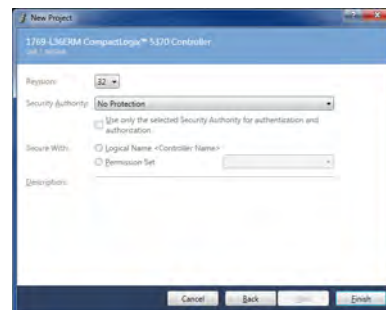 New Project
1769-L36ERM CompactLogix™ 5370 Controller
Revision:
32
Security Authority:
No Protection
Use only the selected Security Authority for authentication and
authorization
Secure With:
Logical Name <Controller Name>
Permission Set
Description:
Cancel
Back
Finish